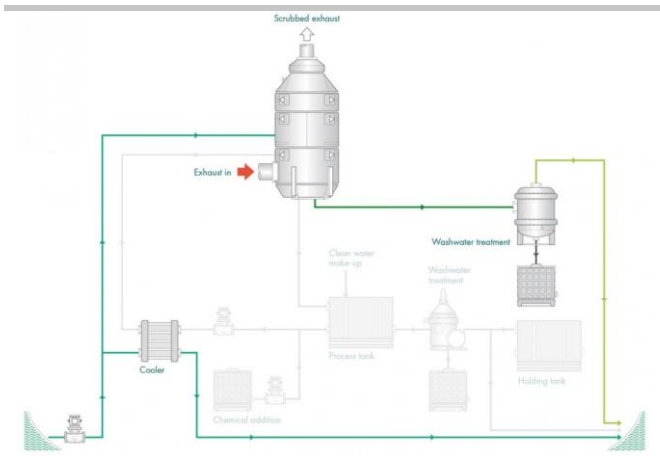 Scrubbed exhaust
Exhaust in
Washwater treatment
Clean water
make-up
Washwater
treatment
Process tank
Cooler
Holding tank
Chemical addition